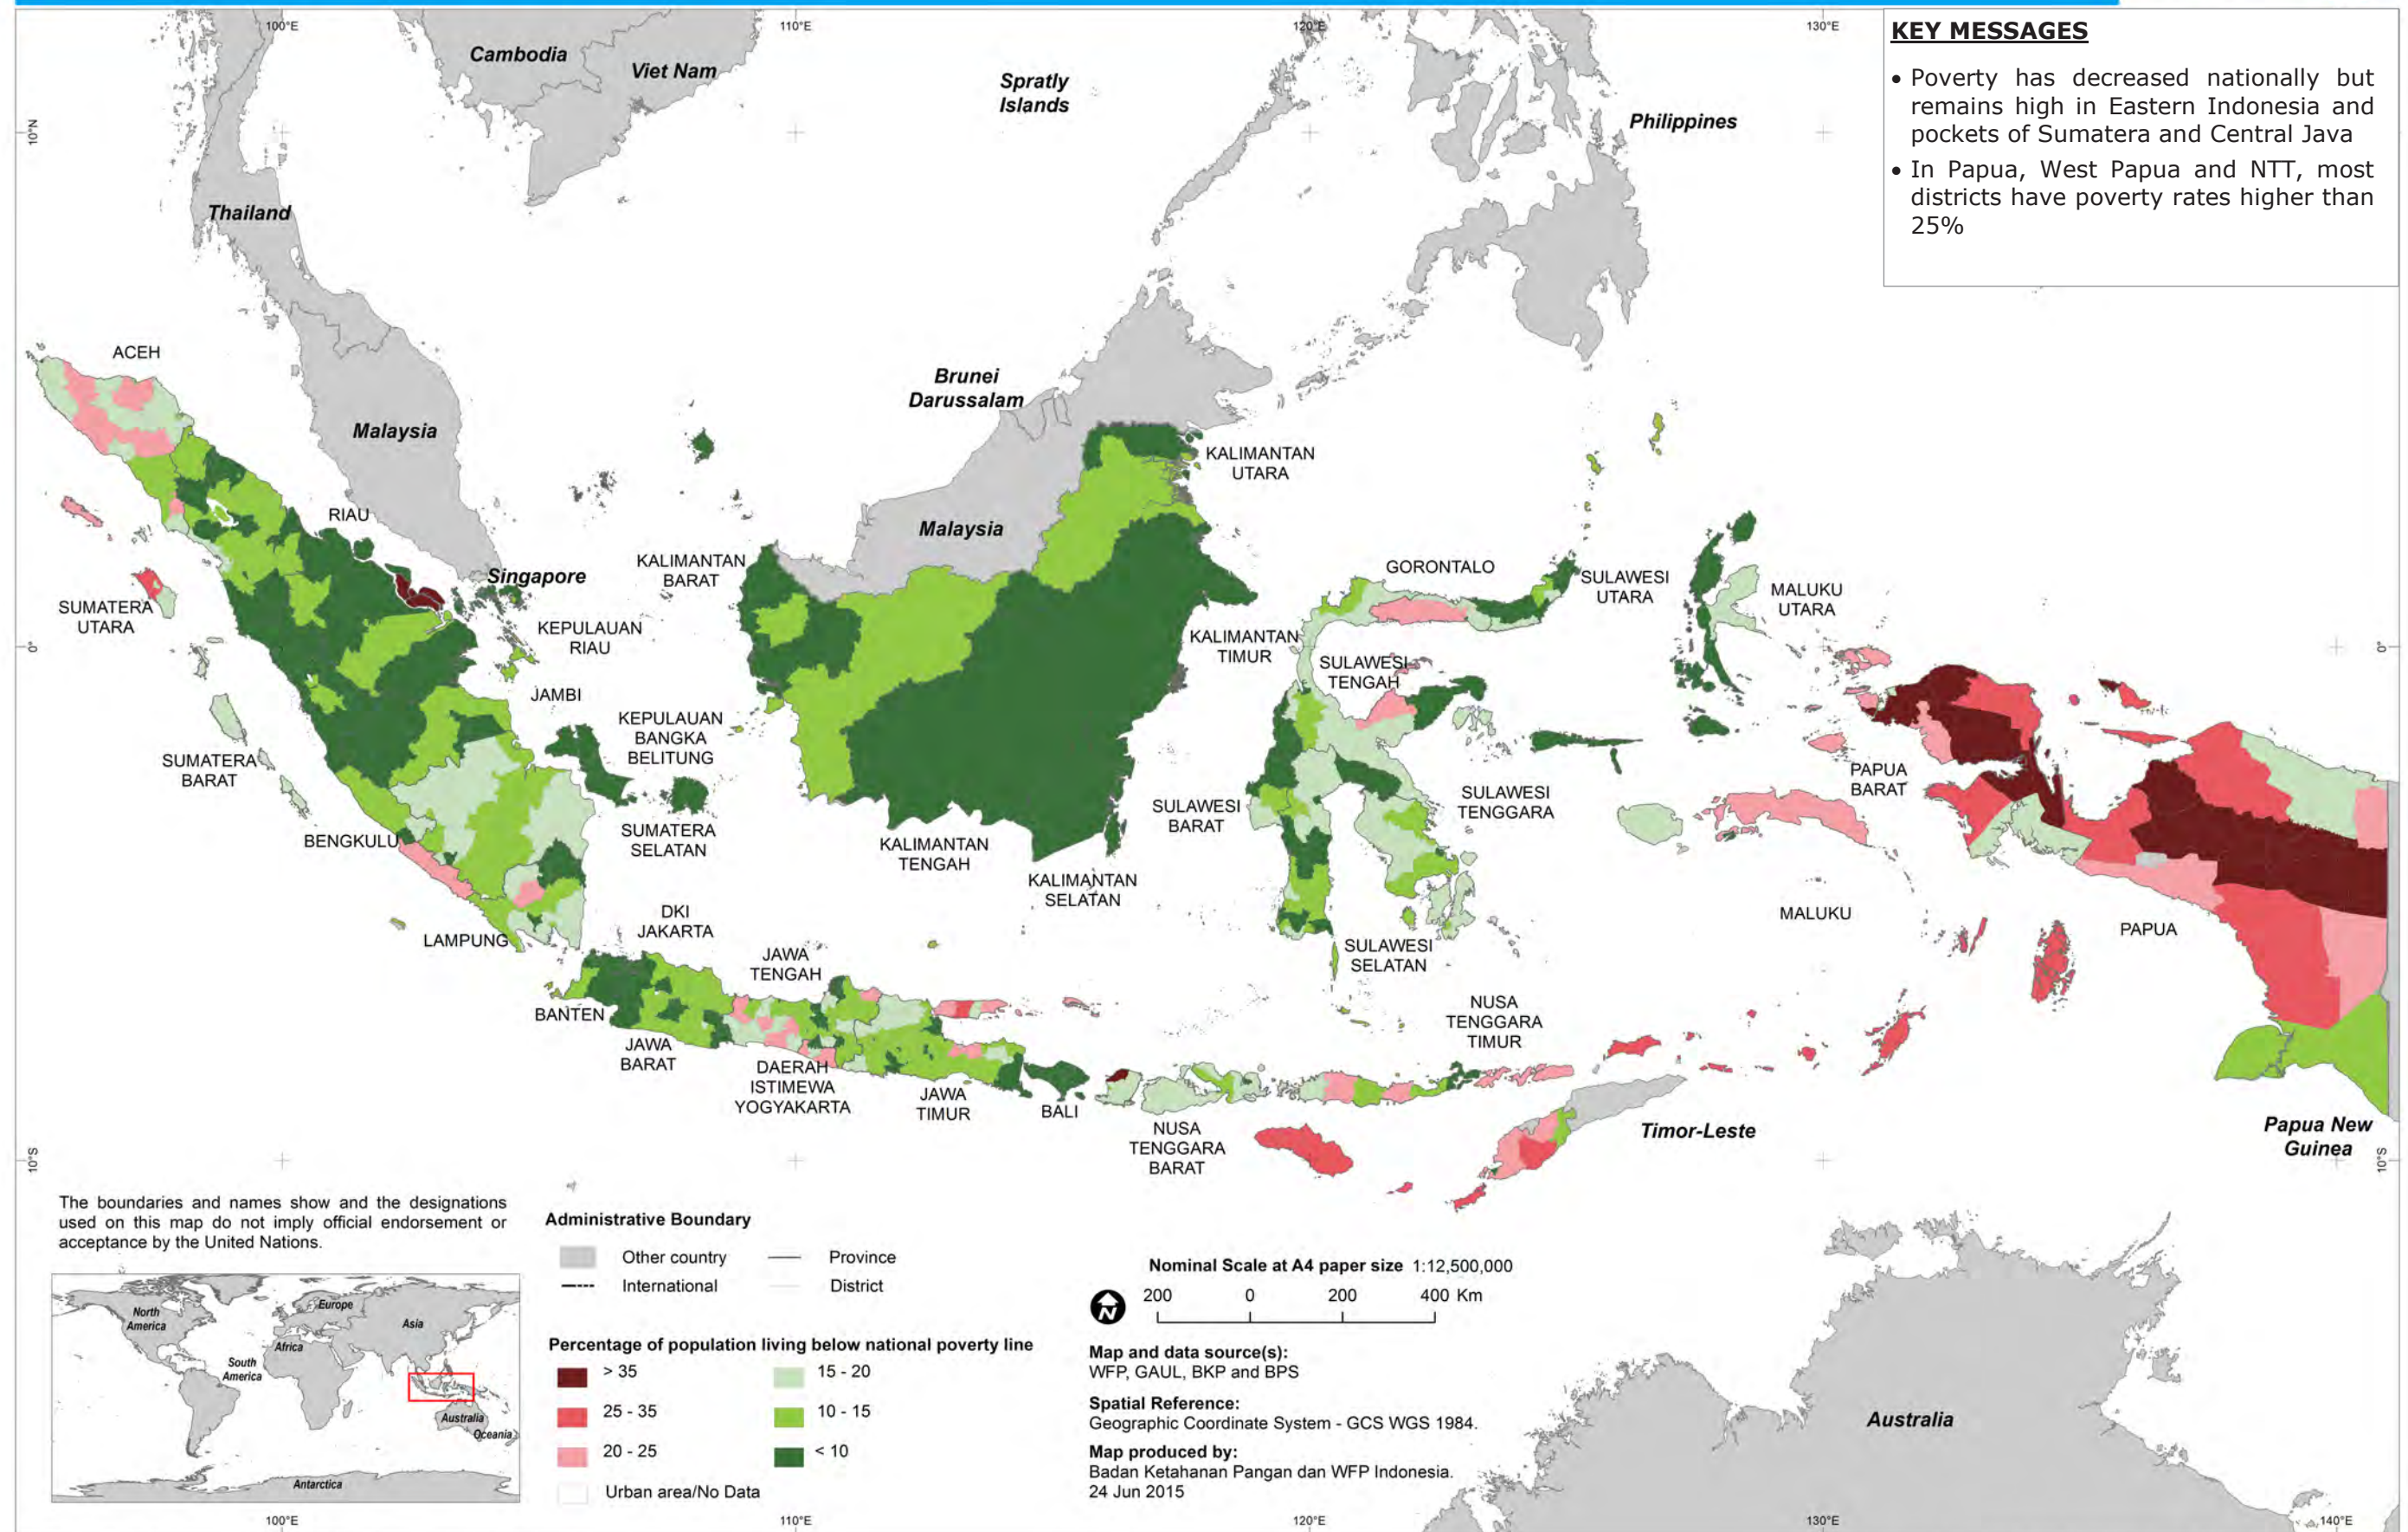 100°E
110°E
120°E
130°E
KEY MESSAGES
• Poverty has decreased nationally but
remains high in Eastern Indonesia and
pockets of Sumatera and Central Java
• In Papua, West Papua and NTT, most
districts have poverty rates higher than
25%
Cambodia
Viet Nam
Spratly
Islands
Philippines
10°N
Thailand
ACEH
Malaysia
Brunei
Darussalam
KALIMANTAN
UTARA
Malaysia
RIAU
Singapore
KALIMANTAN
BARAT
GORONTALO
SULAWESI
UTARA
MALUKU
UTARA
SUMATERA
UTARA
KEPULAUAN
RIAU
KALIMANTAN
TIMUR
0°
0°
SULAWESI
TENGAH
JAMBI
KEPULAUAN
BANGKA
BELITUNG
SUMATERA
BARAT
PAPUA
BARAT
SULAWESI
BARAT
SULAWESI
TENGGARA
BENGKULU
SUMATERA
SELATAN
KALIMANTAN
TENGAH
KALIMANTAN
SELATAN
MALUKU
PAPUA
LAMPUNG
DKI
JAKARTA
JAWA
TENGAH
SULAWESI
SELATAN
BANTEN
NUSA
TENGGARA
TIMUR
JAWA
BARAT
DAERAH
ISTIMEWA
YOGYAKARTA
JAWA
TIMUR
BALI
NUSA
TENGGARA
BARAT
Timor-Leste
Papua New
Guinea
10°S
10°S
The boundaries and names show and the designations
used on this map do not imply official endorsement or
acceptance by the United Nations.
North
America
Europe
Asia
Africa
South
America
Australia
Oceania
Antarctica
Administrative Boundary
Other country
Province
International
District
Percentage of population living below national poverty line
> 35
15 - 20
25 - 35
10 - 15
20 - 25
< 10
Urban area/No Data
Nominal Scale at A4 paper size 1:12,500,000
N
200 0 200 400 Km
Map and data source(s):
WFP, GAUL, BKP and BPS
Spatial Reference:
Geographic Coordinate System - GCS WGS 1984.
Map produced by:
Badan Ketahanan Pangan dan WFP Indonesia.
24 Jun 2015
Australia
100°E
110°E
120°E
130°E
140°E